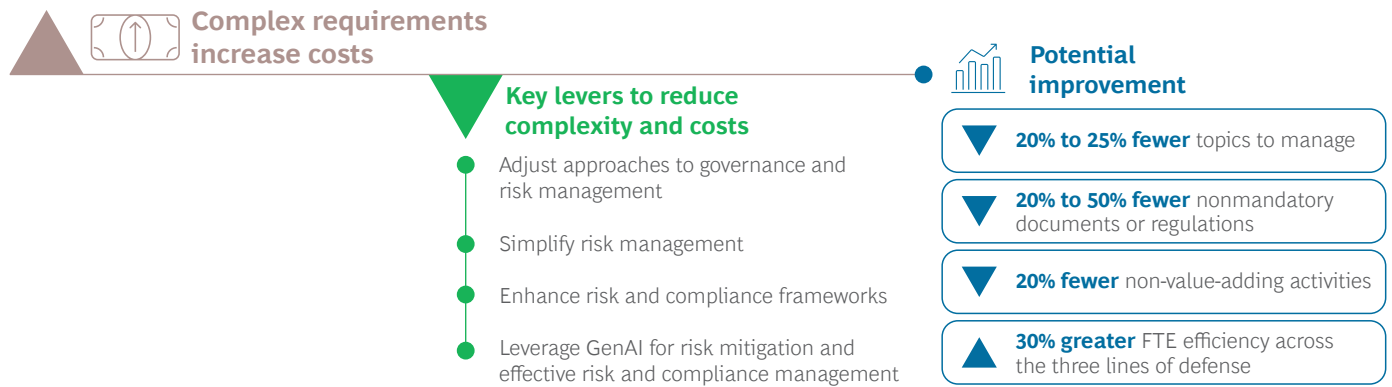 Complex requirements
increase costs
Key levers to reduce
complexity and costs
Adjust approaches to governance and
risk management
Simplify risk management
Enhance risk and compliance frameworks
Leverage GenAI for risk mitigation and
effective risk and compliance management
Potential
improvement
20% to 25% fewer topics to manage
20% to 50% fewer nonmandatory
documents or regulations
20% fewer non-value-adding activities
30% greater FTE efficiency across
the three lines of defense